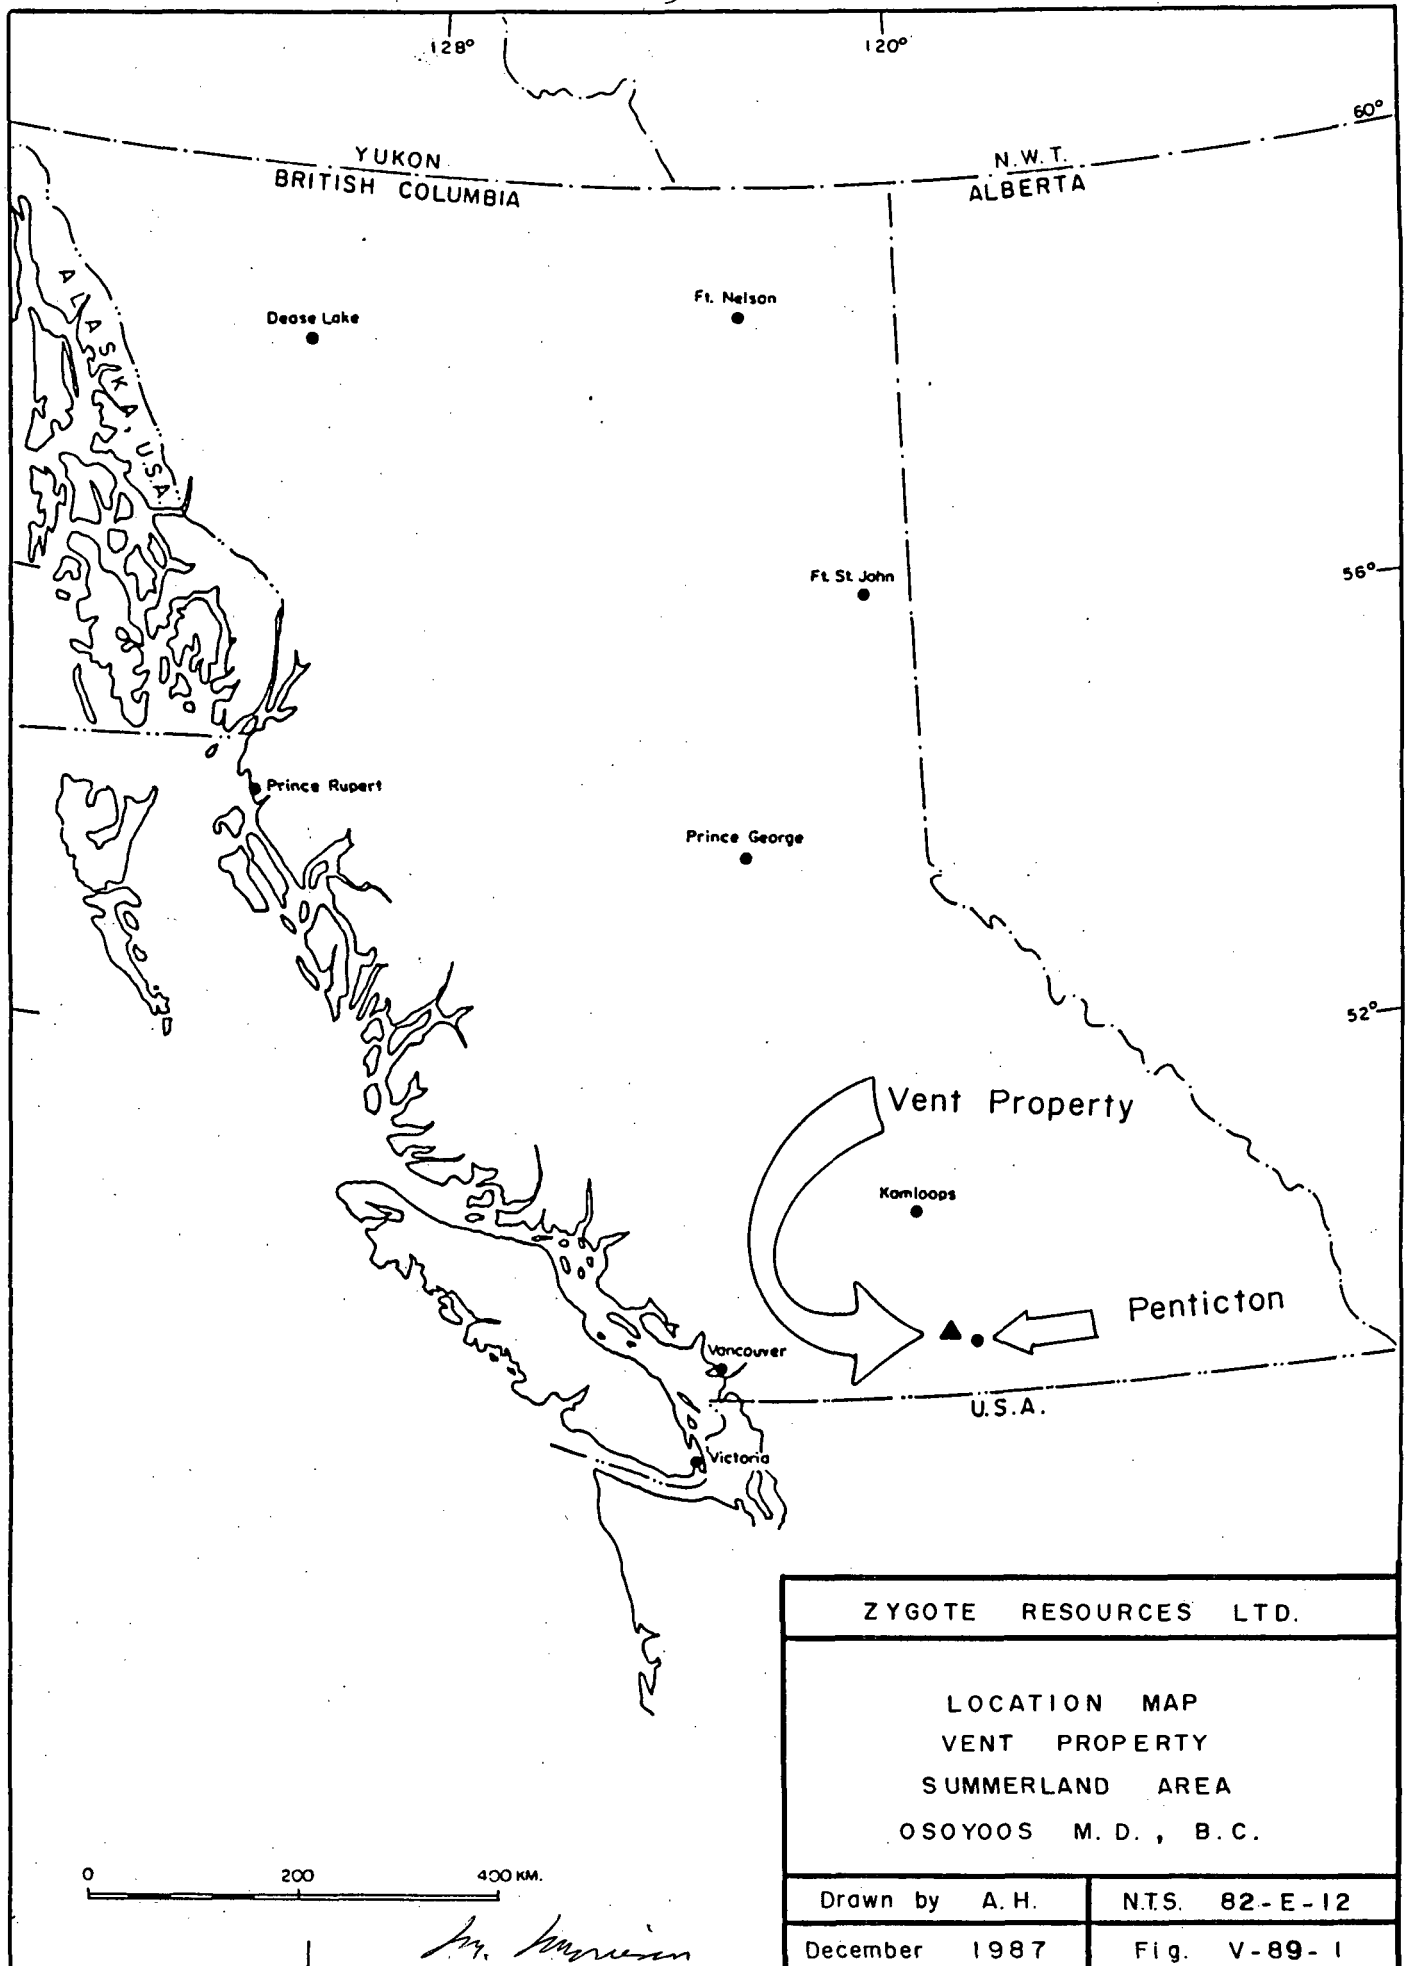 128°
120°
60°
YUKON
BRITISH COLUMBIA
N.W.T.
ALBERTA
ALASKA, USA
Dease Lake
Ft. Nelson
Ft. St. John
56°
Prince Rupert
Prince George
52°
Vent Property
Kamloops
Penticton
Vancouver
U.S.A.
Victoria
ZYGOTE RESOURCES LTD.
LOCATION MAP
VENT PROPERTY
SUMMERLAND AREA
OSOYOOS M.D., B.C.
0 200 400 KM.
Drawn by A.H.
N.T.S. 82-E-12
December 1987
Fig. V-89-1